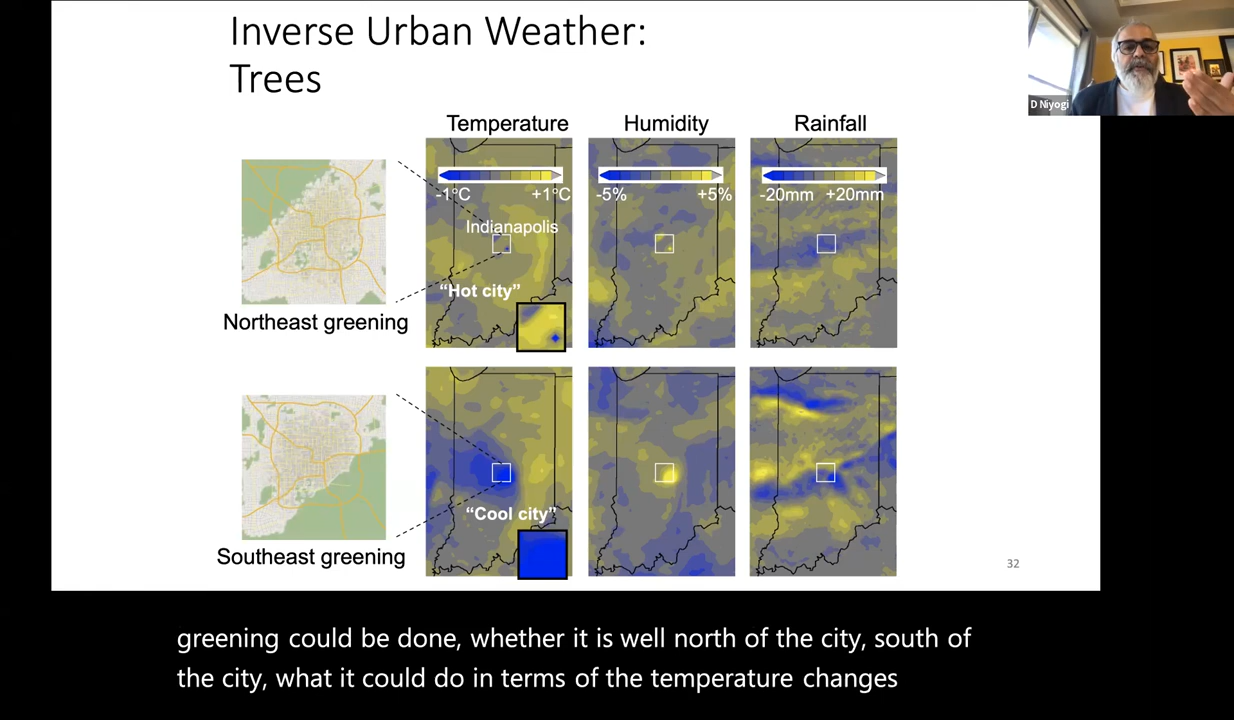 Inverse Urban Weather:
Trees
D Niyogi
Temperature
Humidity
Rainfall
-1°C
+1°C
-5%
+5%
-20mm
+20mm
Indianapolis
"Hot city"
Northeast greening
"Cool city"
Southeast greening
32
greening could be done, whether it is well north of the city, south of
the city, what it could do in terms of the temperature changes